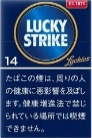 LUCKY
STRIKE
14
たばこの煙は、周りの人
の健康に悪影響を及ぼし
ます。健康増進法で禁じ
られている場所では喫煙
できません。